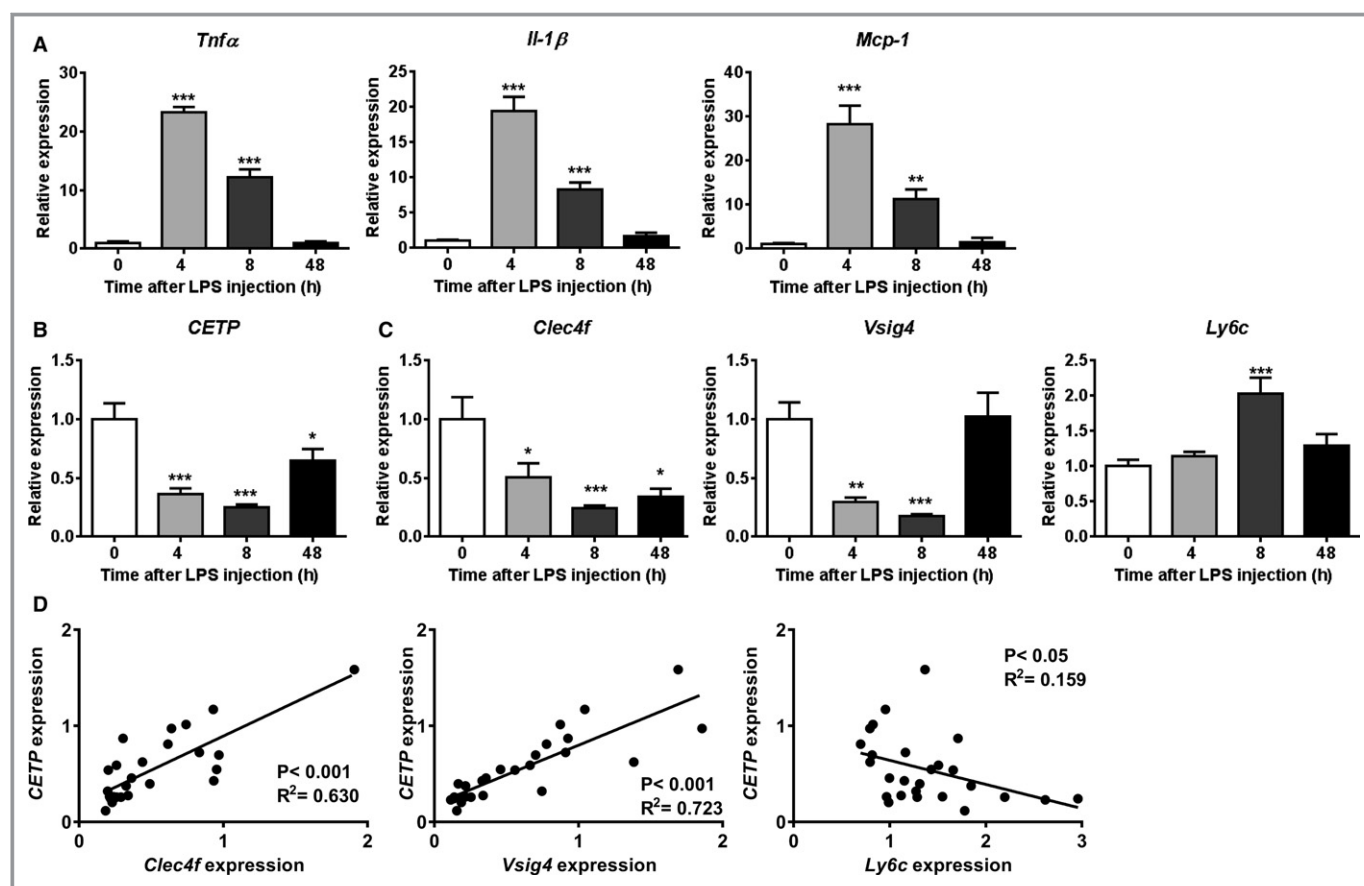 A
Tnfα
Il-1β
Mcp-1
Relative expression
30
20
10
0
***
***
0 4 8 48
Time after LPS injection (h)
Relative expression
25
20
15
10
5
0
***
***
0 4 8 48
Time after LPS injection (h)
Relative expression
40
30
20
10
0
***
**
0 4 8 48
Time after LPS injection (h)
B
CETP
C
Clec4f
Vsig4
Ly6c
Relative expression
1.5
1.0
0.5
0.0
***
***
*
0 4 8 48
Time after LPS injection (h)
Relative expression
1.5
1.0
0.5
0.0
*
***
*
0 4 8 48
Time after LPS injection (h)
Relative expression
1.5
1.0
0.5
0.0
**
***
0 4 8 48
Time after LPS injection (h)
Relative expression
2.5
2.0
1.5
1.0
0.5
0.0
***
0 4 8 48
Time after LPS injection (h)
D
CETP expression
2
1
0
P< 0.001
R²= 0.630
0 1 2
Clec4f expression
CETP expression
2
1
0
P< 0.001
R²= 0.723
0 1 2
Vsig4 expression
CETP expression
2
1
0
P< 0.05
R²= 0.159
0 1 2 3
Ly6c expression